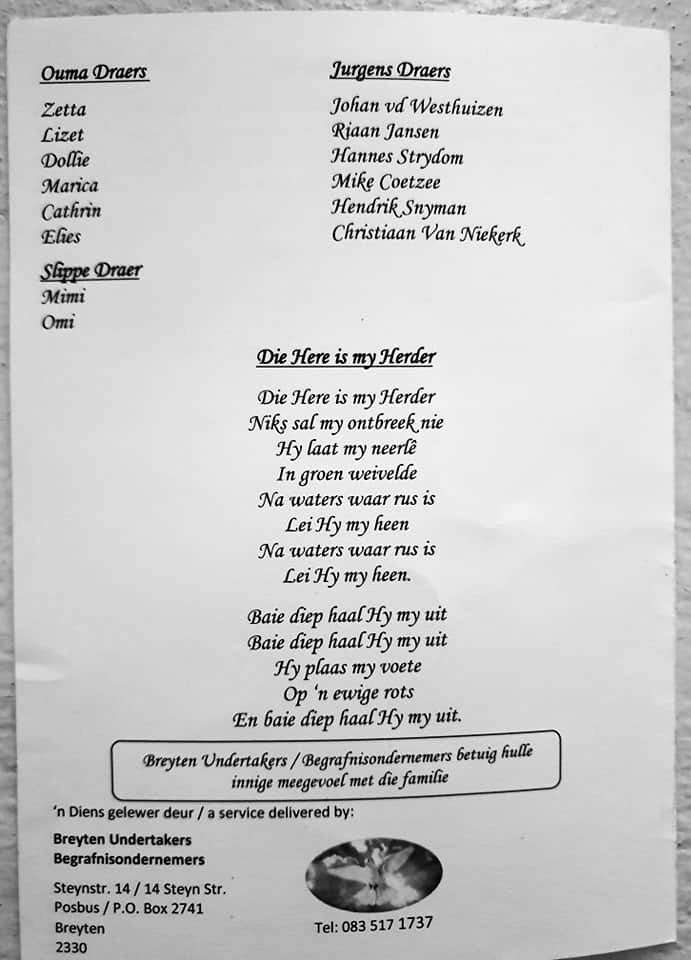 Ouma Draers
Zetta
Lizet
Dollie
Marica
Cathrin
Elies
Slippe Draer
Mimi
Omi
Jurgens Draers
Johan vd Westhuizen
Riaan Jansen
Hannes Strydom
Mike Coetzee
Hendrik Snyman
Christiaan Van Niekerk
Die Here is my Herder
Die Here is my Herder
Niks sal my ontbreek nie
Hy laat my neerlê
In groen weivelde
Na waters waar rus is
Lei Hy my heen
Na waters waar rus is
Lei Hy my heen.
Baie diep haal Hy my uit
Baie diep haal Hy my uit
Hy plaas my voete
Op ‘n ewige rots
En baie diep haal Hy my uit.
Breyten Undertakers / Begrafnisondernemers betuig hulle
innige meegevoel met die familie
‘n Diens gelewer deur / a service delivered by:
Breyten Undertakers
Begrafnisondernemers
Steynstr. 14 / 14 Steyn Str.
Posbus / P.O. Box 2741
Breyten
2330
Tel: 083 517 1737